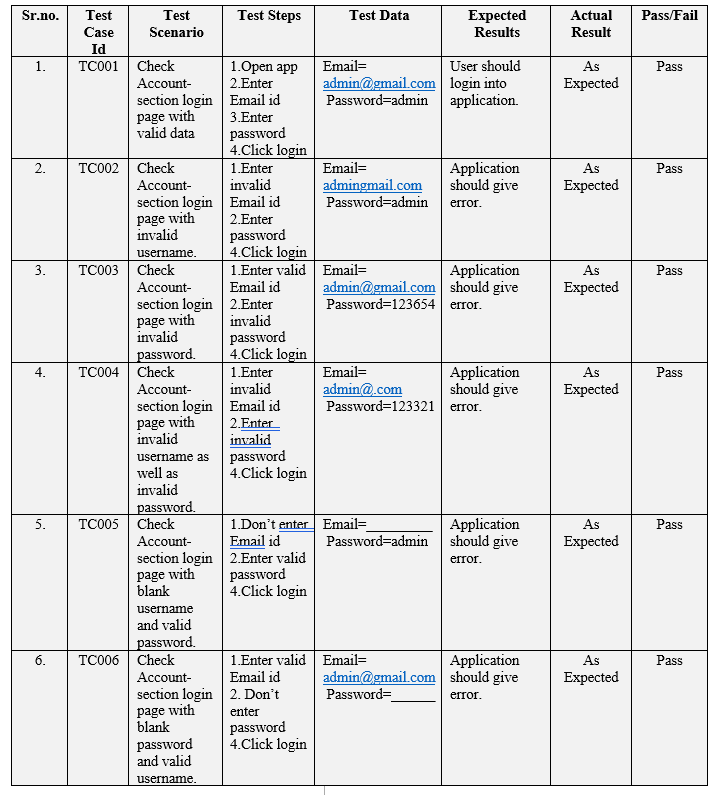 Sr.no. Test Case Id Test Scenario Test Steps Test Data Expected Results Actual Result Pass/Fail
1. TC001 Check Account-section login page with valid data 1.Open app 2.Enter Email id 3.Enter password 4.Click login Email= admin@gmail.com Password=admin User should login into application. As Expected Pass
2. TC002 Check Account-section login page with invalid username. 1.Enter invalid Email id 2.Enter password 4.Click login Email= admingmail.com Password=admin Application should give error. As Expected Pass
3. TC003 Check Account-section login page with invalid password. 1.Enter valid Email id 2.Enter invalid password 4.Click login Email= admin@gmail.com Password=123654 Application should give error. As Expected Pass
4. TC004 Check Account-section login page with invalid username as well as invalid password. 1.Enter invalid Email id 2.Enter invalid password 4.Click login Email= admin@.com Password=123321 Application should give error. As Expected Pass
5. TC005 Check Account-section login page with blank username and valid password. 1.Don’t enter Email id 2.Enter valid password 4.Click login Email=_________ Password=admin Application should give error. As Expected Pass
6. TC006 Check Account-section login page with blank password and valid username. 1.Enter valid Email id 2. Don’t enter password 4.Click login Email= admin@gmail.com Password=______ Application should give error. As Expected Pass